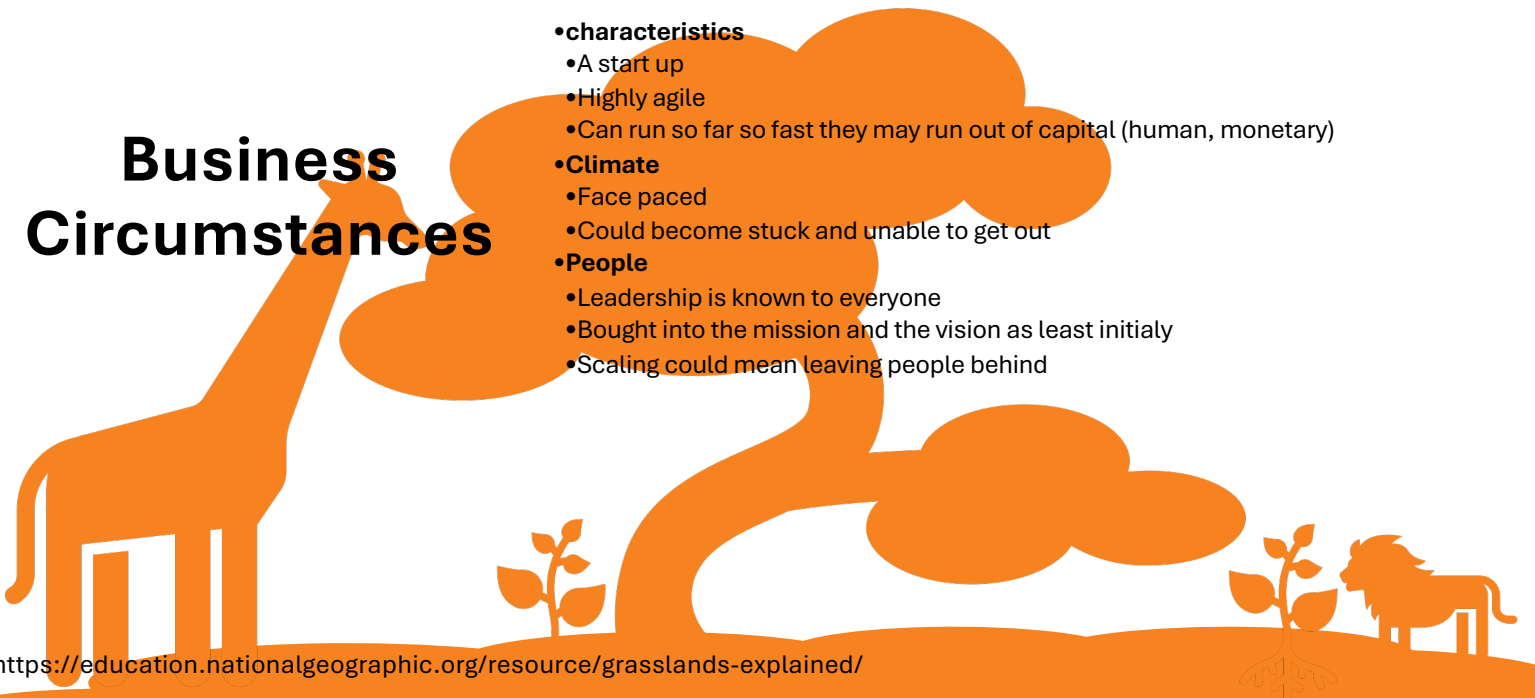 Business
Circumstances
•characteristics
•A start up
•Highly agile
•Can run so far so fast they may run out of capital (human, monetary)
•Climate
•Face paced
•Could become stuck and unable to get out
•People
•Leadership is known to everyone
•Bought into the mission and the vision as least initialy
•Scaling could mean leaving people behind
https://education.nationalgeographic.org/resource/grasslands-explained/